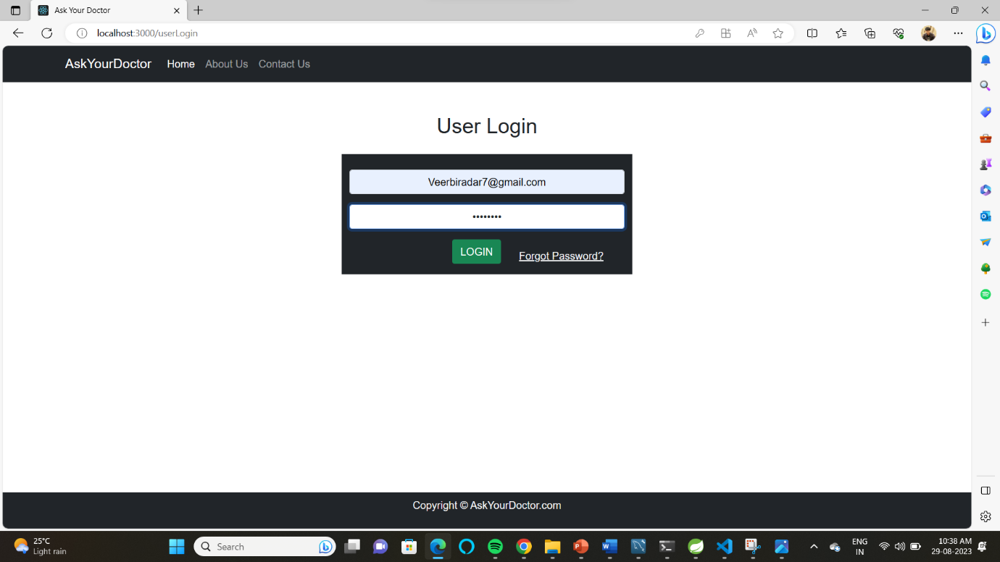 Ask Your Doctor
localhost:3000/userLogin
AskYourDoctor Home About Us Contact Us
User Login
Veerbiradar7@gmail.com
••••••••
LOGIN Forgot Password?
Copyright © AskYourDoctor.com
25°C
Light rain
Search
ENG
IN
10:38 AM
29-08-2023